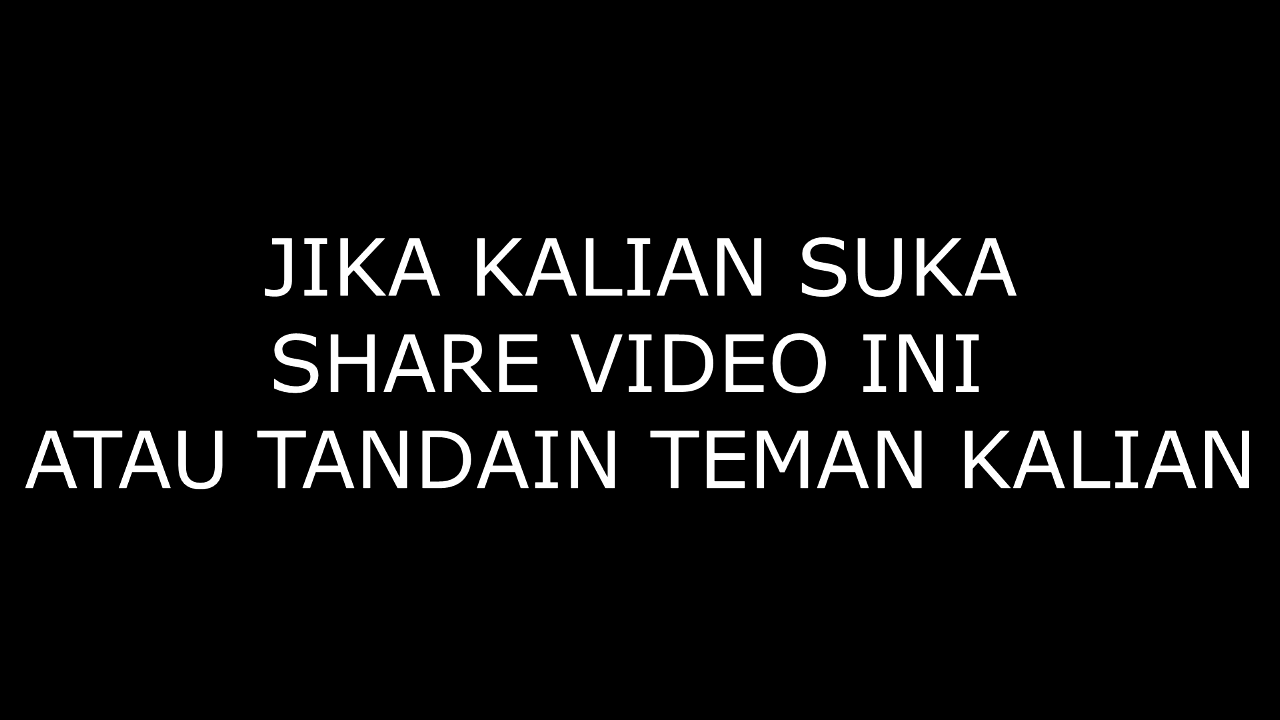 JIKA KALIAN SUKA
SHARE VIDEO INI
ATAU TANDAIN TEMAN KALIAN